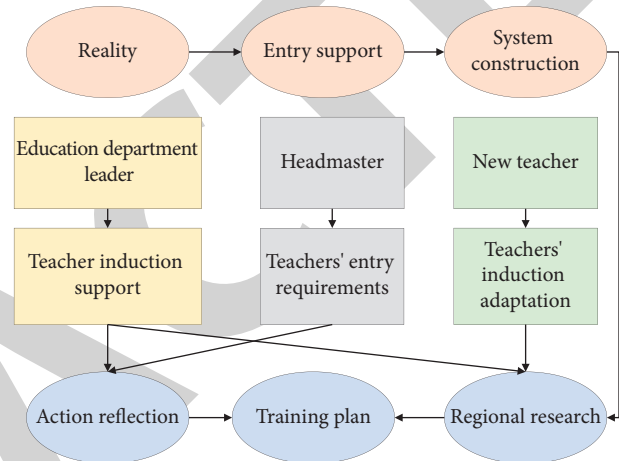 Reality
Entry support
System
construction
Education department
leader
Headmaster
New teacher
Teacher induction
support
Teachers' entry
requirements
Teachers'
induction
adaptation
Action reflection
Training plan
Regional research